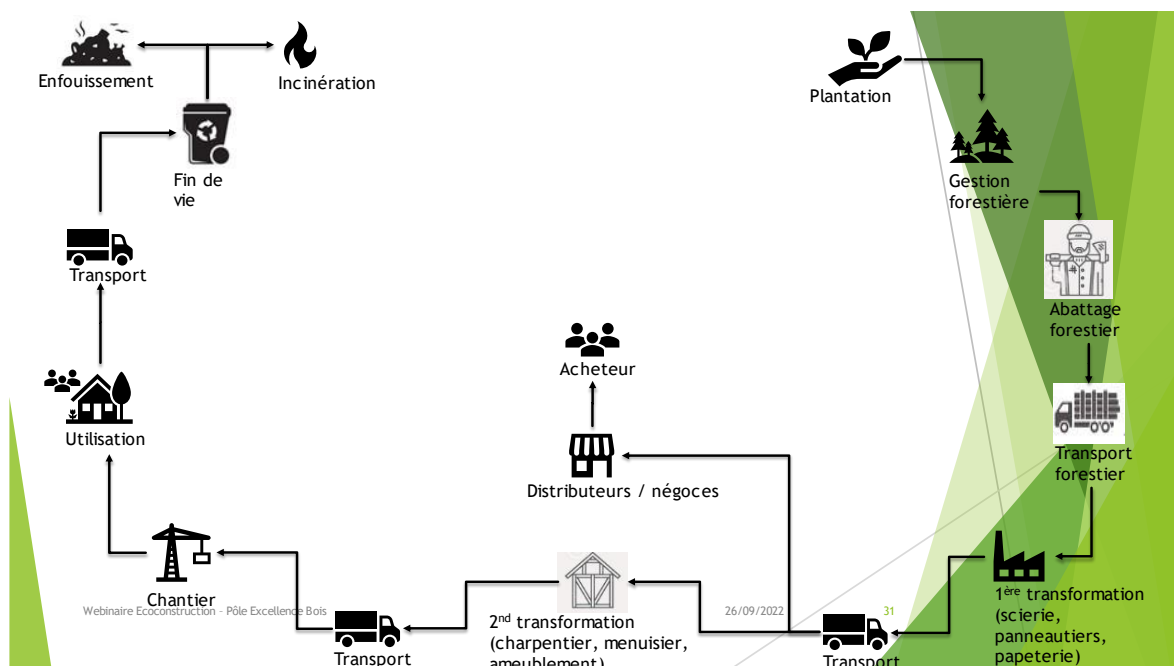 Enfouissement
Incinération
Plantation
Fin de
vie
Gestion
forestière
Transport
Abattage
forestier
Acheteur
Utilisation
Transport
forestier
Distributeurs / négoces
Chantier
1ère transformation
(scierie,
panneautiers,
papeterie)
Webinaire Ecoconstruction - Pôle Excellence Bois
26/09/2022
31
2nd transformation
(charpentier, menuisier,
ameublement)
Transport
Transport